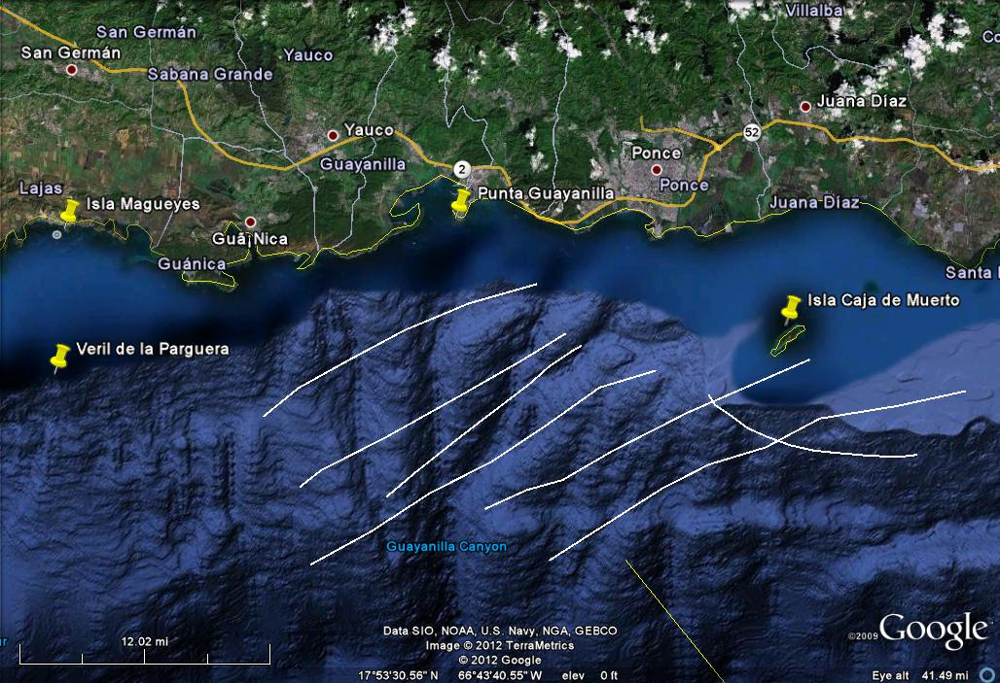 Villalba
San Germán
San Germán
Yauco
Sabana Grande
Juana Díaz
Yauco
52
Ponce
Guayanilla
2
Ponce
Lajas
Isla Magueyes
Punta Guayanilla
Juana Díaz
Guá¡Nica
Guánica
Santa
Isla Caja de Muerto
Veril de la Parguera
Guayanilla Canyon
Data SIO, NOAA, U.S. Navy, NGA, GEBCO
Image © 2012 TerraMetrics
© 2012 Google
©2009 Google
12.02 mi
17°53'30.56" N 66°43'40.55" W elev 0 ft
Eye alt 41.49 mi